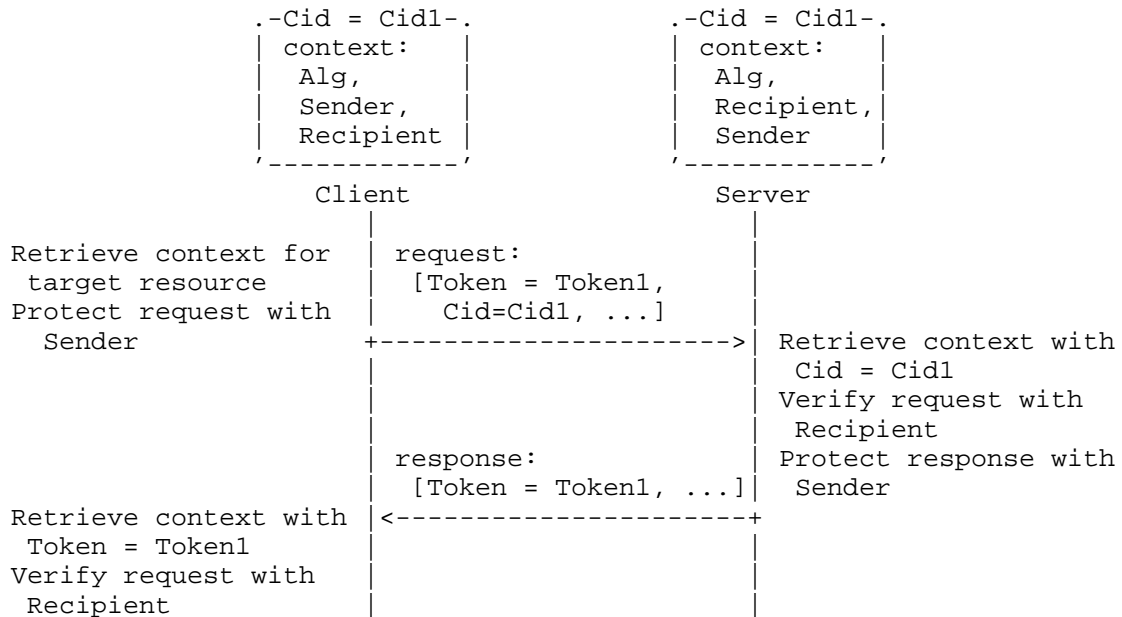 .-Cid = Cid1-.          .-Cid = Cid1-.
| context:   |          | context:   |
|  Alg,      |          |  Alg,      |
|  Sender,   |          |  Recipient,|
|  Recipient |          |  Sender    |
'------------'          '------------'
Client                    Server
Retrieve context for  | request:              |
 target resource      |  [Token = Token1,     |
Protect request with  |    Cid=Cid1, ...]     |
  Sender              +---------------------->| Retrieve context with
                      |                       |  Cid = Cid1
                      |                       | Verify request with
                      |                       |  Recipient
                      | response:             | Protect response with
                      |  [Token = Token1, ...]|  Sender
Retrieve context with |<----------------------+
 Token = Token1       |                       |
Verify request with   |                       |
 Recipient            |                       |